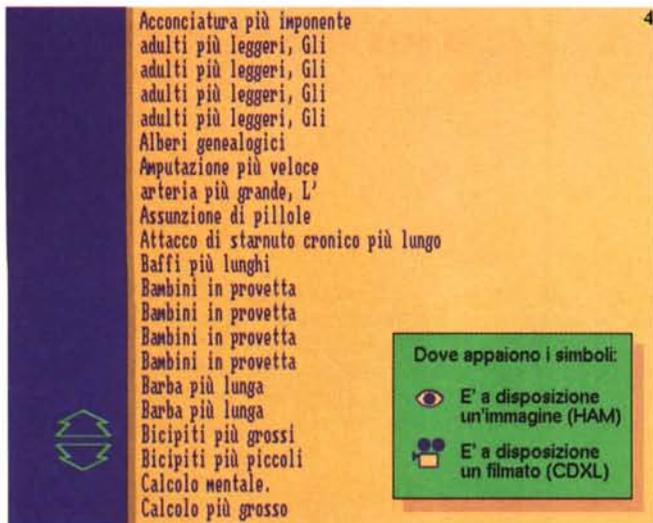 Acconciatura più imponente
4
adulti più leggeri, Gli
adulti più leggeri, Gli
adulti più leggeri, Gli
adulti più leggeri, Gli
Alberi genealogici
Amputazione più veloce
arteria più grande, L'
Assunzione di pillole
Attacco di starnuto cronico più lungo
Baffi più lunghi
Bambini in provetta
Bambini in provetta
Bambini in provetta
Bambini in provetta
Barba più lunga
Barba più lunga
Bicipiti più grossi
Bicipiti più piccoli
Calcolo mentale.
Calcolo più grosso
Dove appaiono i simboli:
E' a disposizione
un'immagine (HAM)
E' a disposizione
un filmato (CDXL)